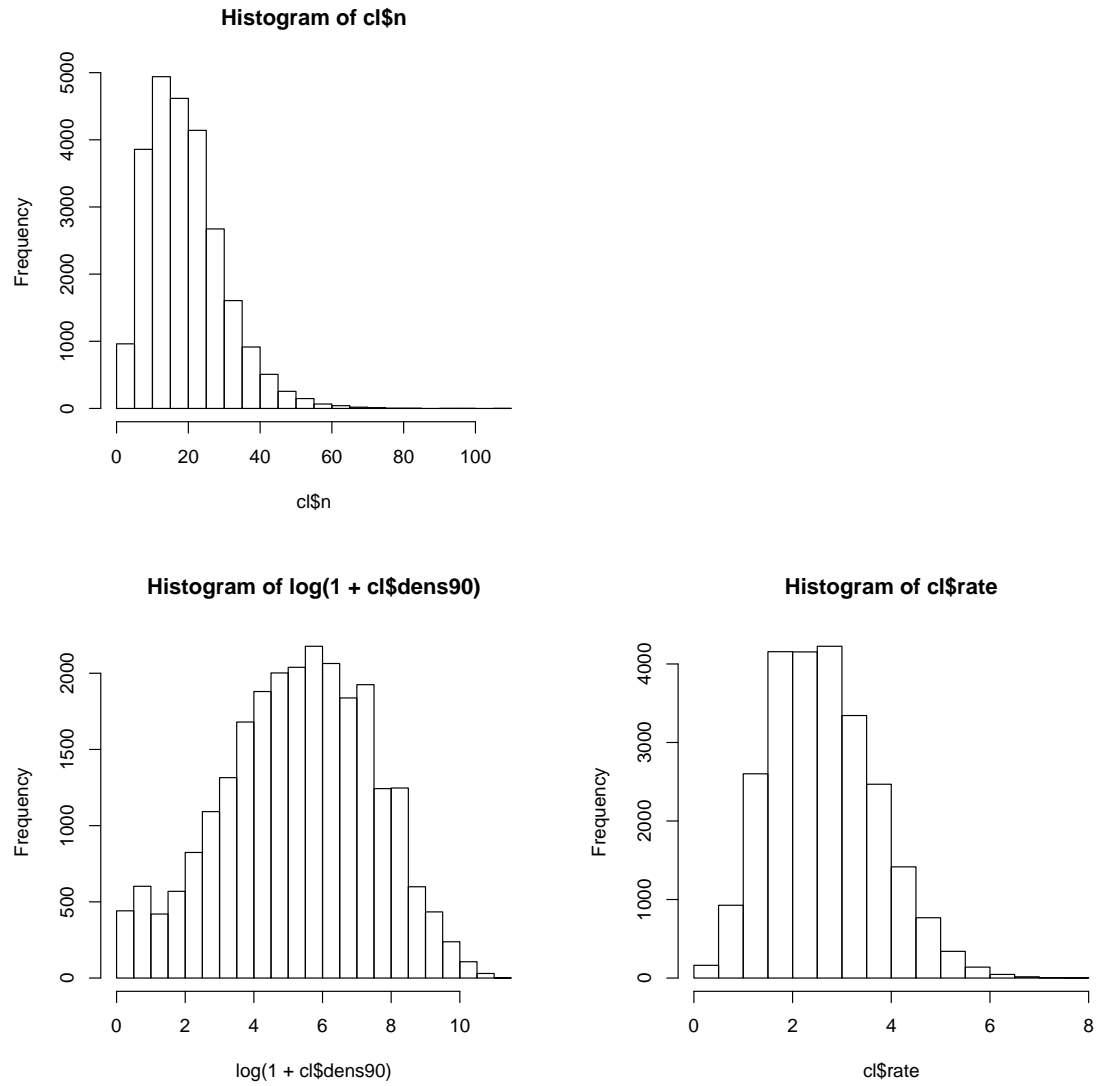 Histogram of cl$n
Frequency
0 1000 2000 3000 4000 5000
0 20 40 60 80 100
cl$n
Histogram of log(1 + cl$dens90)
Frequency
0 500 1000 1500 2000
0 2 4 6 8 10
log(1 + cl$dens90)
Histogram of cl$rate
Frequency
0 1000 2000 3000 4000
0 2 4 6 8
cl$rate